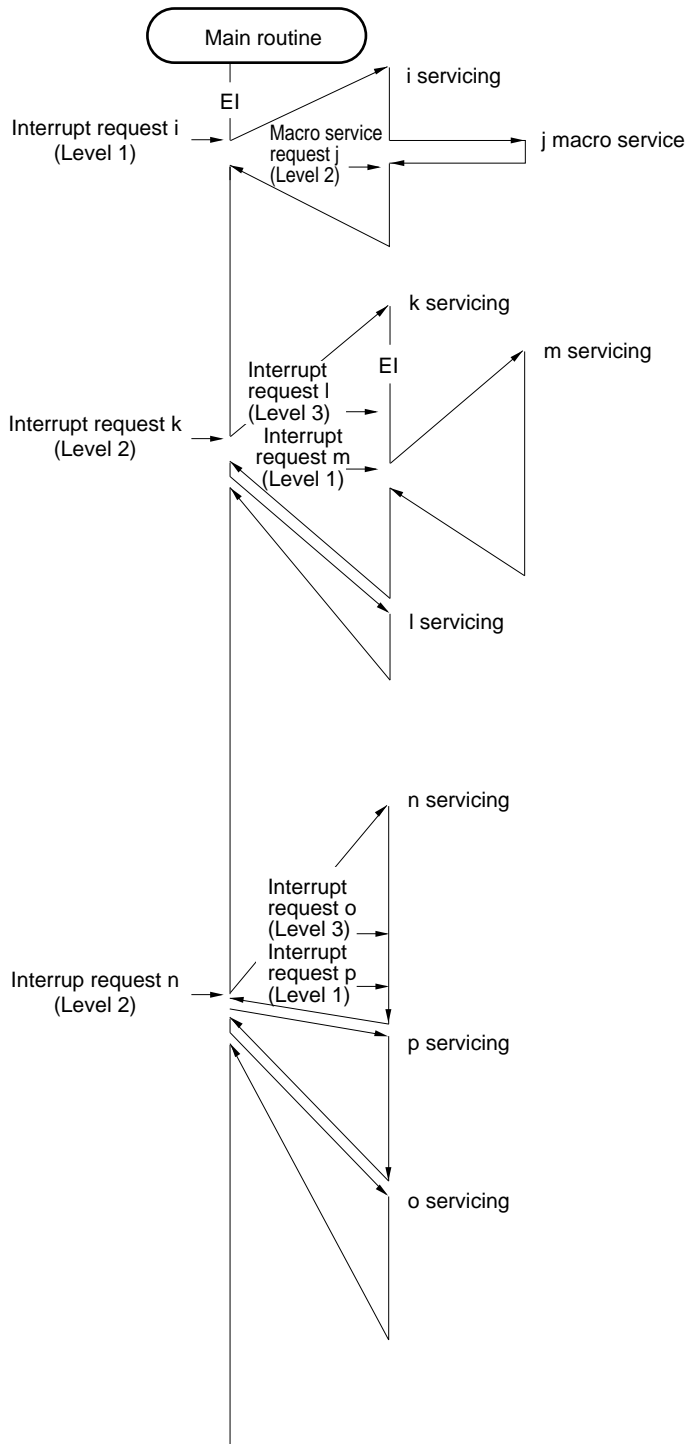 Main routine
i servicing
EI
Interrupt request i
(Level 1)
Macro service
request j
(Level 2)
j macro service
k servicing
m servicing
EI
Interrupt
request l
(Level 3)
Interrupt request k
(Level 2)
Interrupt
request m
(Level 1)
l servicing
n servicing
Interrupt
request o
(Level 3)
Interrupt
request p
(Level 1)
Interrup request n
(Level 2)
p servicing
o servicing